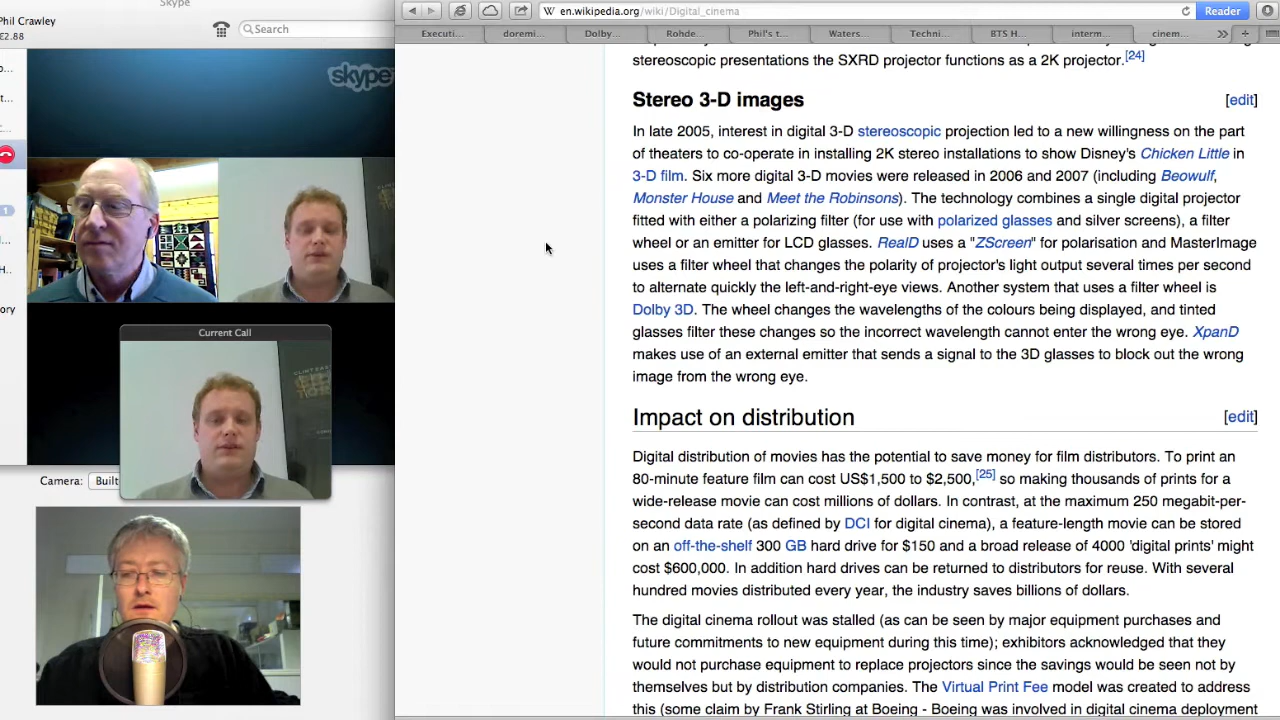 Skype
Phil Crawley
£2.88
Search
skype
Current Call
Camera:
Built
en.wikipedia.org/wiki/Digital_cinema
Reader
Executi...
doremi...
Dolby...
Rohde...
Phil's t...
Waters...
Techni...
BTS H...
interm...
cinem...
stereoscopic presentations the SXRD projector functions as a 2K projector.[24]
Stereo 3-D images
[edit]
In late 2005, interest in digital 3-D stereoscopic projection led to a new willingness on the part
of theaters to co-operate in installing 2K stereo installations to show Disney's Chicken Little in
3-D film. Six more digital 3-D movies were released in 2006 and 2007 (including Beowulf,
Monster House and Meet the Robinsons). The technology combines a single digital projector
fitted with either a polarizing filter (for use with polarized glasses and silver screens), a filter
wheel or an emitter for LCD glasses. RealD uses a "ZScreen" for polarisation and MasterImage
uses a filter wheel that changes the polarity of projector's light output several times per second
to alternate quickly the left-and-right-eye views. Another system that uses a filter wheel is
Dolby 3D. The wheel changes the wavelengths of the colours being displayed, and tinted
glasses filter these changes so the incorrect wavelength cannot enter the wrong eye. XpanD
makes use of an external emitter that sends a signal to the 3D glasses to block out the wrong
image from the wrong eye.
Impact on distribution
[edit]
Digital distribution of movies has the potential to save money for film distributors. To print an
80-minute feature film can cost US$1,500 to $2,500,[25] so making thousands of prints for a
wide-release movie can cost millions of dollars. In contrast, at the maximum 250 megabit-per-
second data rate (as defined by DCI for digital cinema), a feature-length movie can be stored
on an off-the-shelf 300 GB hard drive for $150 and a broad release of 4000 'digital prints' might
cost $600,000. In addition hard drives can be returned to distributors for reuse. With several
hundred movies distributed every year, the industry saves billions of dollars.
The digital cinema rollout was stalled (as can be seen by major equipment purchases and
future commitments to new equipment during this time); exhibitors acknowledged that they
would not purchase equipment to replace projectors since the savings would be seen not by
themselves but by distribution companies. The Virtual Print Fee model was created to address
this (some claim by Frank Stirling at Boeing - Boeing was involved in digital cinema deployment